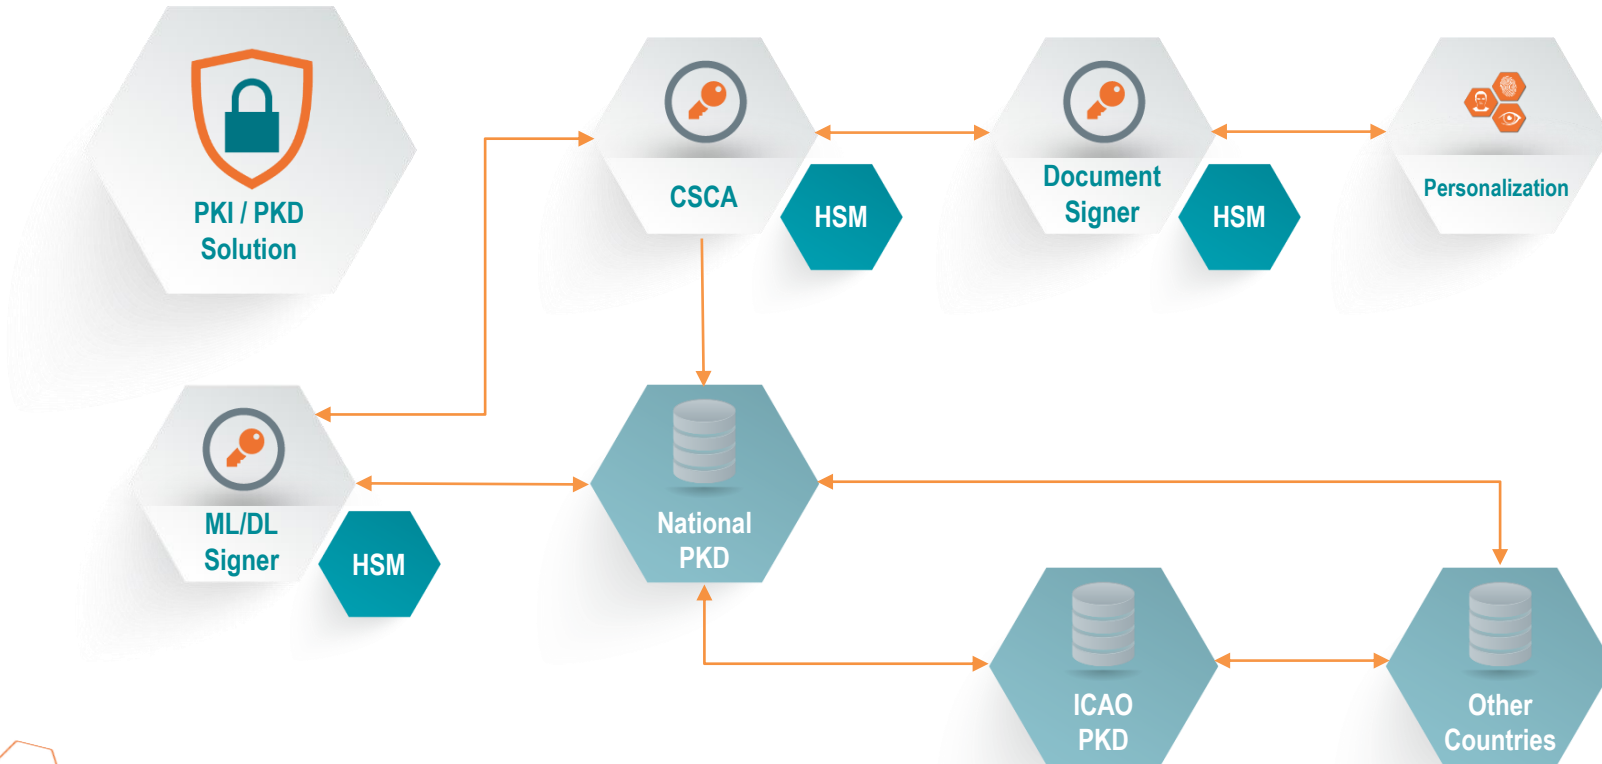 PKI / PKD
Solution
CSCA
HSM
Document
Signer
HSM
Personalization
ML/DL
Signer
HSM
National
PKD
ICAO
PKD
Other
Countries